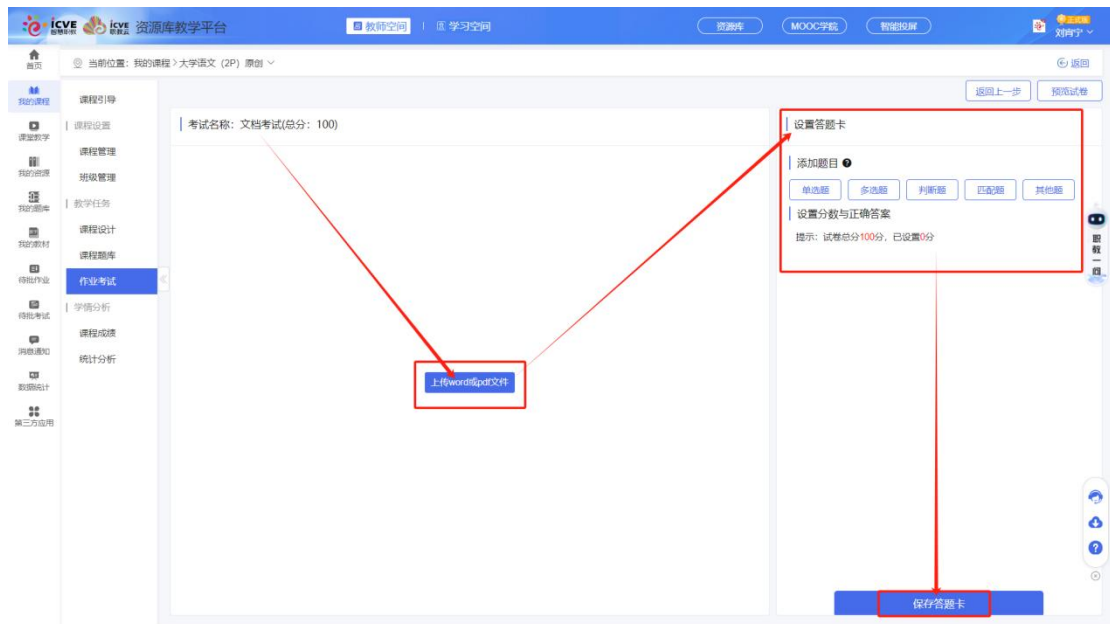 icve 智慧职教 icve 职教云 资源库教学平台
教师空间 学习空间
资源库 MOOC学院 智能投屏
正式版
刘肖宁
首页
当前位置：我的课程 > 大学语文（2P）原创
返回
我的课程
课堂教学
我的资源
我的题库
我的教材
待批作业
待批考试
消息通知
数据统计
第三方应用
课程引导
课程设置
课程管理
班级管理
教学任务
课程设计
课程题库
作业考试
学情分析
课程成绩
统计分析
返回上一步 预览试卷
考试名称：文档考试(总分：100)
上传word或pdf文件
设置答题卡
添加题目
单选题 多选题 判断题 匹配题 其他题
设置分数与正确答案
提示：试卷总分100分，已设置0分
保存答题卡
职教一问